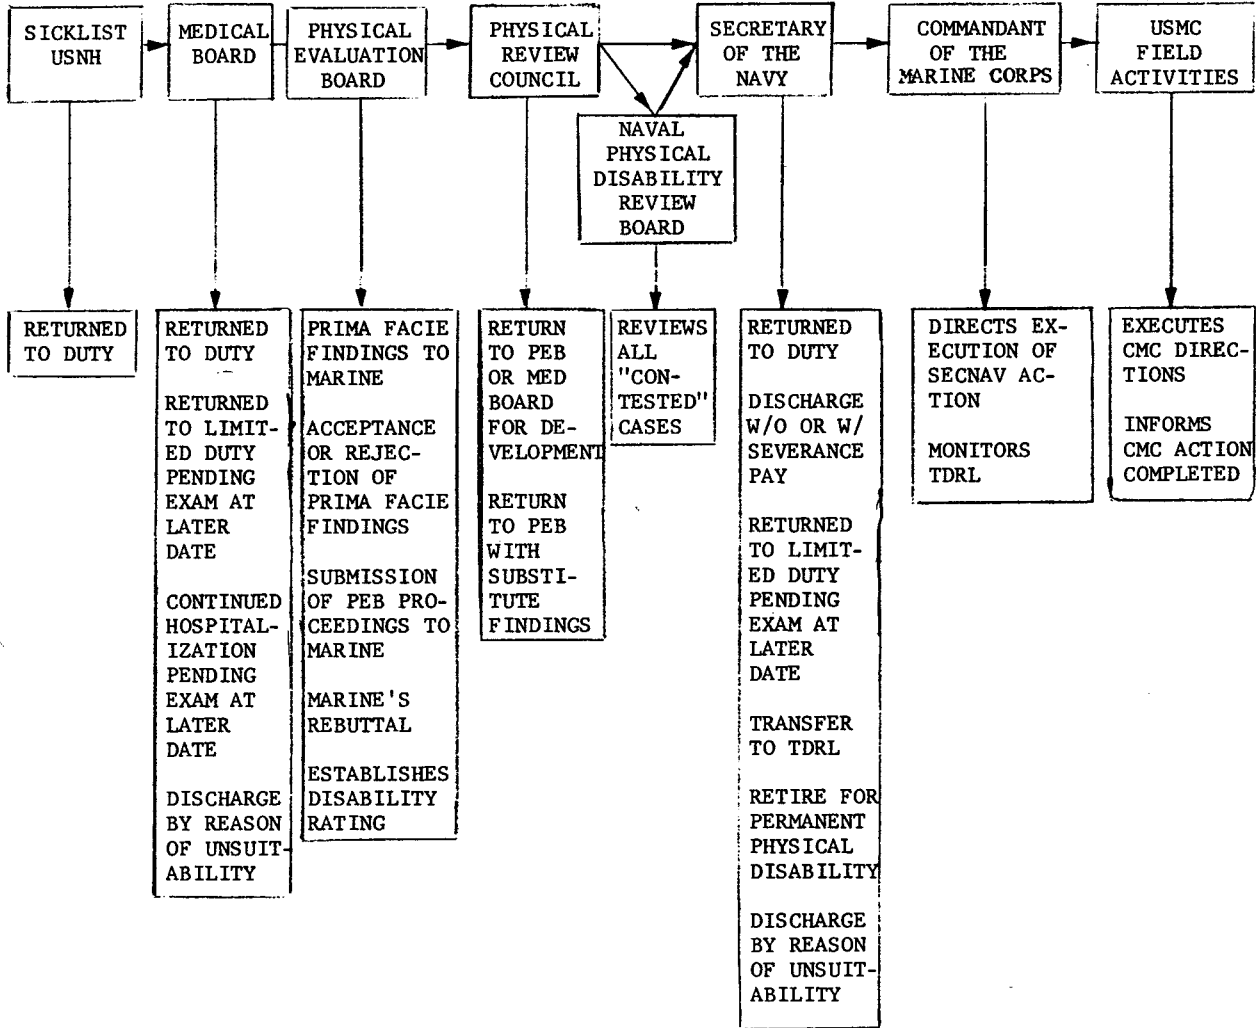 SICKLIST
USNH
MEDICAL
BOARD
PHYSICAL
EVALUATION
BOARD
PHYSICAL
REVIEW
COUNCIL
SECRETARY
OF THE
NAVY
COMMANDANT
OF THE
MARINE CORPS
USMC
FIELD
ACTIVITIES
NAVAL
PHYSICAL
DISABILITY
REVIEW
BOARD
RETURNED
TO DUTY
RETURNED
TO DUTY
RETURNED
TO LIMIT-
ED DUTY
PENDING
EXAM AT
LATER
DATE
CONTINUED
HOSPITAL-
IZATION
PENDING
EXAM AT
LATER
DATE
DISCHARGE
BY REASON
OF UNSUIT-
ABILITY
PRIMA FACIE
FINDINGS TO
MARINE
ACCEPTANCE
OR REJEC-
TION OF
PRIMA FACIE
FINDINGS
SUBMISSION
OF PEB PRO-
CEEDINGS TO
MARINE
MARINE'S
REBUTTAL
ESTABLISHES
DISABILITY
RATING
RETURN
TO PEB
OR MED
BOARD
FOR DE-
VELOPMENT
RETURN
TO PEB
WITH
SUBSTI-
TUTE
FINDINGS
REVIEWS
ALL
"CON-
TESTED"
CASES
RETURNED
TO DUTY
DISCHARGE
W/O OR W/
SEVERANCE
PAY
RETURNED
TO LIMIT-
ED DUTY
PENDING
EXAM AT
LATER
DATE
TRANSFER
TO TDRL
RETIRE FOR
PERMANENT
PHYSICAL
DISABILITY
DISCHARGE
BY REASON
OF UNSUIT-
ABILITY
DIRECTS EX-
ECUTION OF
SECNAV AC-
TION
MONITORS
TDRL
EXECUTES
CMC DIREC-
TIONS
INFORMS
CMC ACTION
COMPLETED